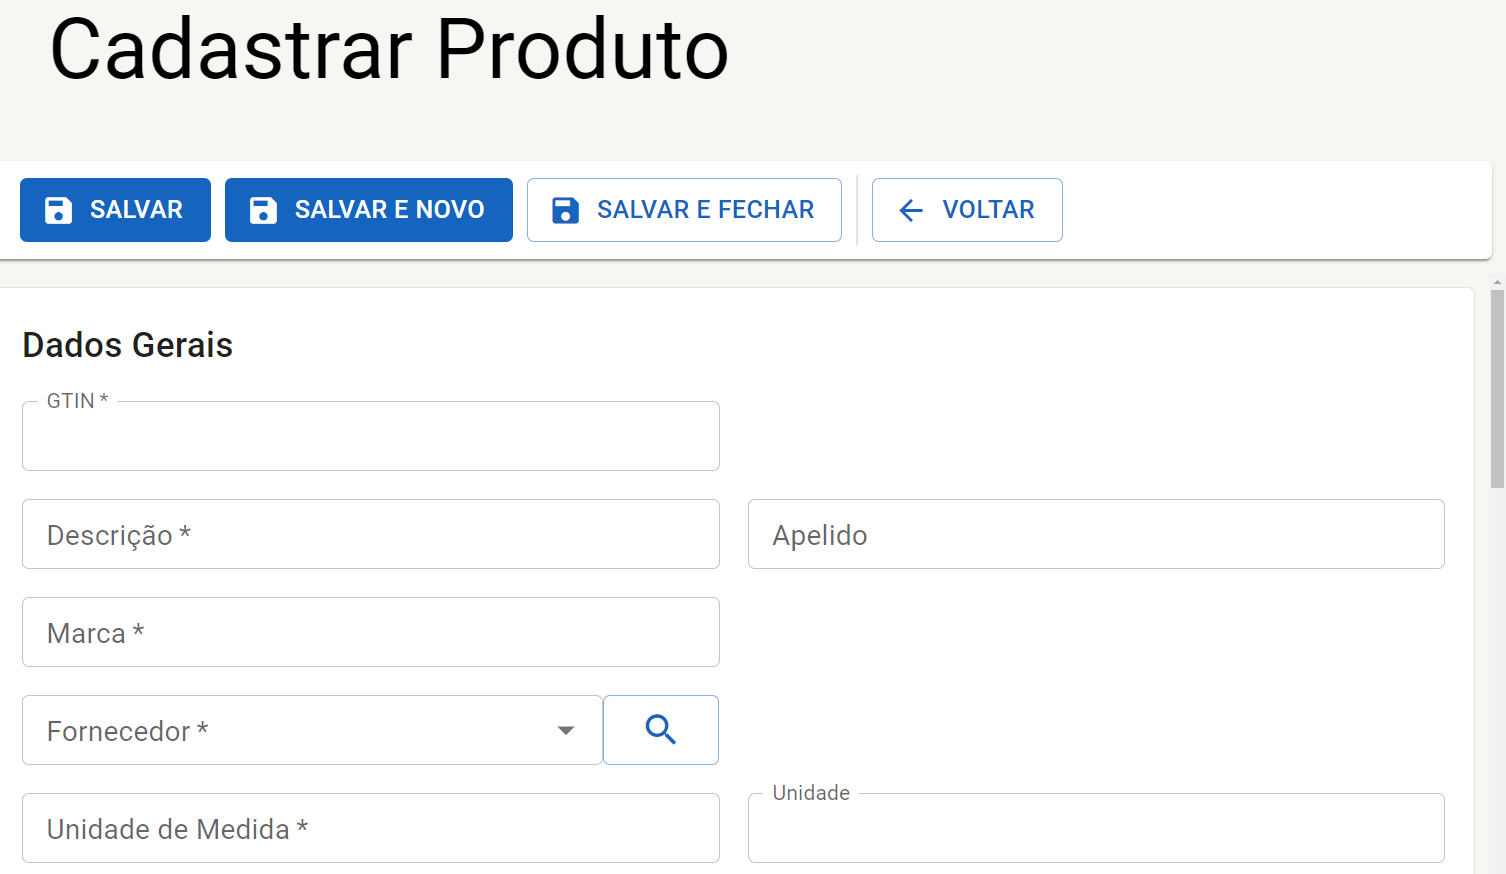 Cadastrar Produto
SALVAR SALVAR E NOVO SALVAR E FECHAR VOLTAR
Dados Gerais
GTIN *
Descrição * Apelido
Marca *
Fornecedor *
Unidade de Medida * Unidade